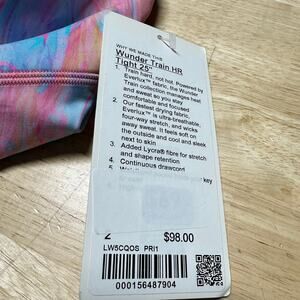 WHY WE MADE THIS
Wunder Train HR
Tight 25"
1. Train hard, not hot. Powered by
Everlux™ fabric, the Wunder
Train collection manages heat
and sweat so you stay
comfortable and focused
2. Our fastest drying fabric,
Everlux™ is ultra-breathable,
four-way stretch, and wicks
away sweat. It feels soft on
the outside and cool and sleek
next to skin
3. Added Lycra® fibre for stretch
and shape retention
4. Continuous drawcord
5.
key
2
$98.00
LW5CQOS PRI1
000156487904